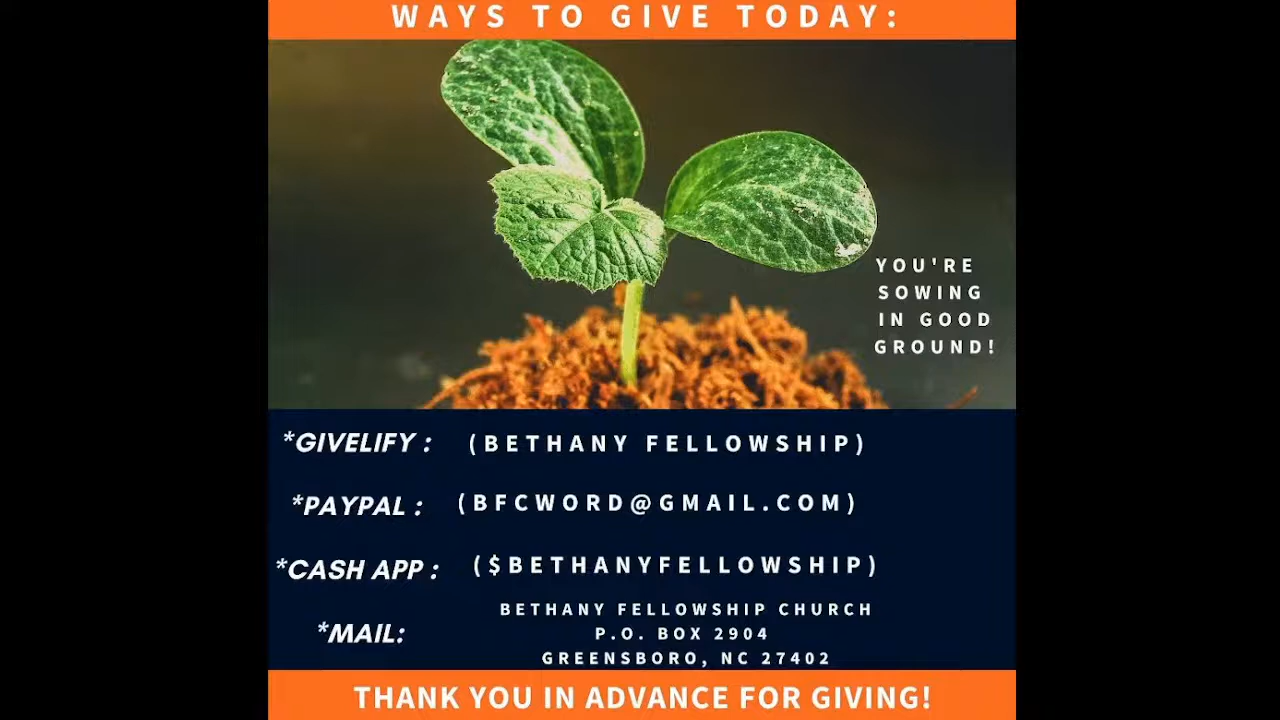 WAYS TO GIVE TODAY:
YOU'RE
SOWING
IN GOOD
GROUND!
*GIVELIFY : (BETHANY FELLOWSHIP)
*PAYPAL : (BFCWORD@GMAIL.COM)
*CASH APP : ($BETHANYFELLOWSHIP)
*MAIL: BETHANY FELLOWSHIP CHURCH
P.O. BOX 2904
GREENSBORO, NC 27402
THANK YOU IN ADVANCE FOR GIVING!